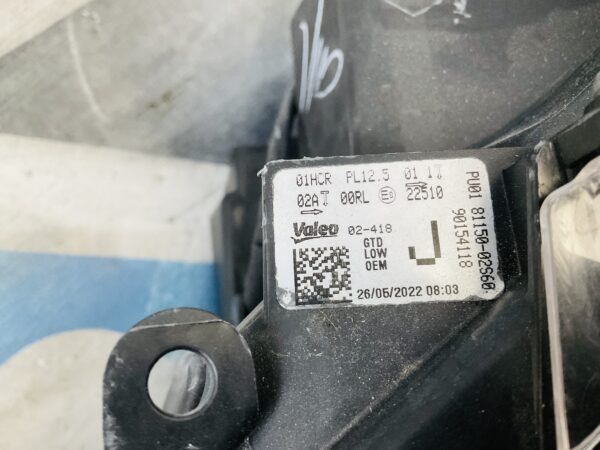 01HCR PL12,5 01 17
02A 00RL E 22510
Valeo 02-418
GTD
LOW
OEM
J
26/05/2022 08:03
PU01 81150-02S60
90154118